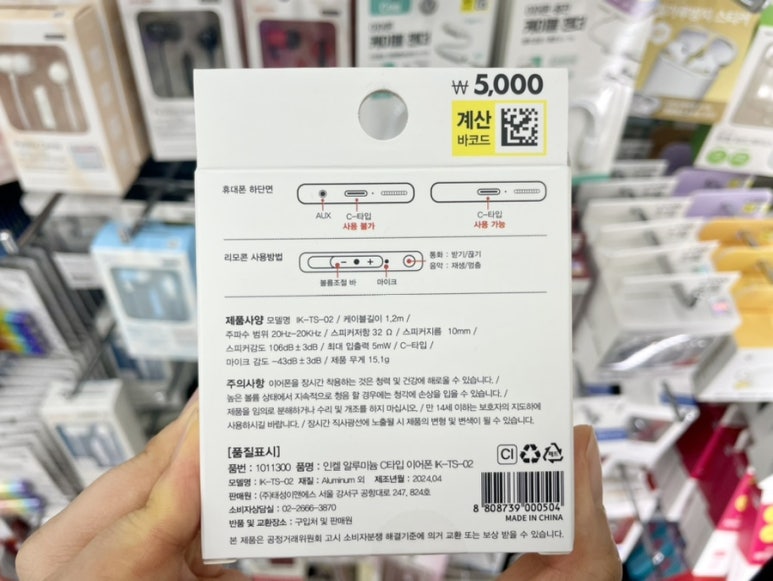 케이블 캡처
₩ 5,000
계산
바코드
휴대폰 하단면
AUX
C-타입
사용 불가
C-타입
사용 가능
리모콘 사용방법
통화 : 받기/끊기
음악 : 재생/멈춤
볼륨조절 바
마이크
제품사양 모델명 IK-TS-02 / 케이블길이 1.2m /
주파수 범위 20Hz~20KHz / 스피커저항 32 Ω / 스피커지름 10mm /
스피커감도 106dB±3dB / 최대 입출력 5mW / C-타입 /
마이크 감도 -43dB±3dB / 제품 무게 15.1g
주의사항 이어폰을 장시간 착용하는 것은 청력 및 건강에 해로울 수 있습니다. /
높은 볼륨 상태에서 지속적으로 청음 할 경우에는 청각에 손상을 입을 수 있습니다. /
제품을 임의로 분해하거나 수리 및 개조를 하지 마십시오. / 만 14세 이하는 보호자의 지도하에
사용하시길 바랍니다. / 장시간 직사광선에 노출될 시 제품의 변형 및 변색이 될 수 있습니다.
[품질표시]
품번 : 1011300 품명 : 인켈 알루미늄 C타입 이어폰 IK-TS-02
모델명 : IK-TS-02 재질 : Aluminum 외 제조년월 : 2024.04
판매원 : (주)태성이앤에스 서울 강서구 공항대로 247, 824호
소비자상담실 : 02-2666-3870
반품 및 교환장소 : 구입처 및 판매원
본 제품은 공정거래위원회 고시 소비자분쟁 해결기준에 의거 교환 또는 보상 받을 수 있습니다.
CI
8 808739 000504
MADE IN CHINA